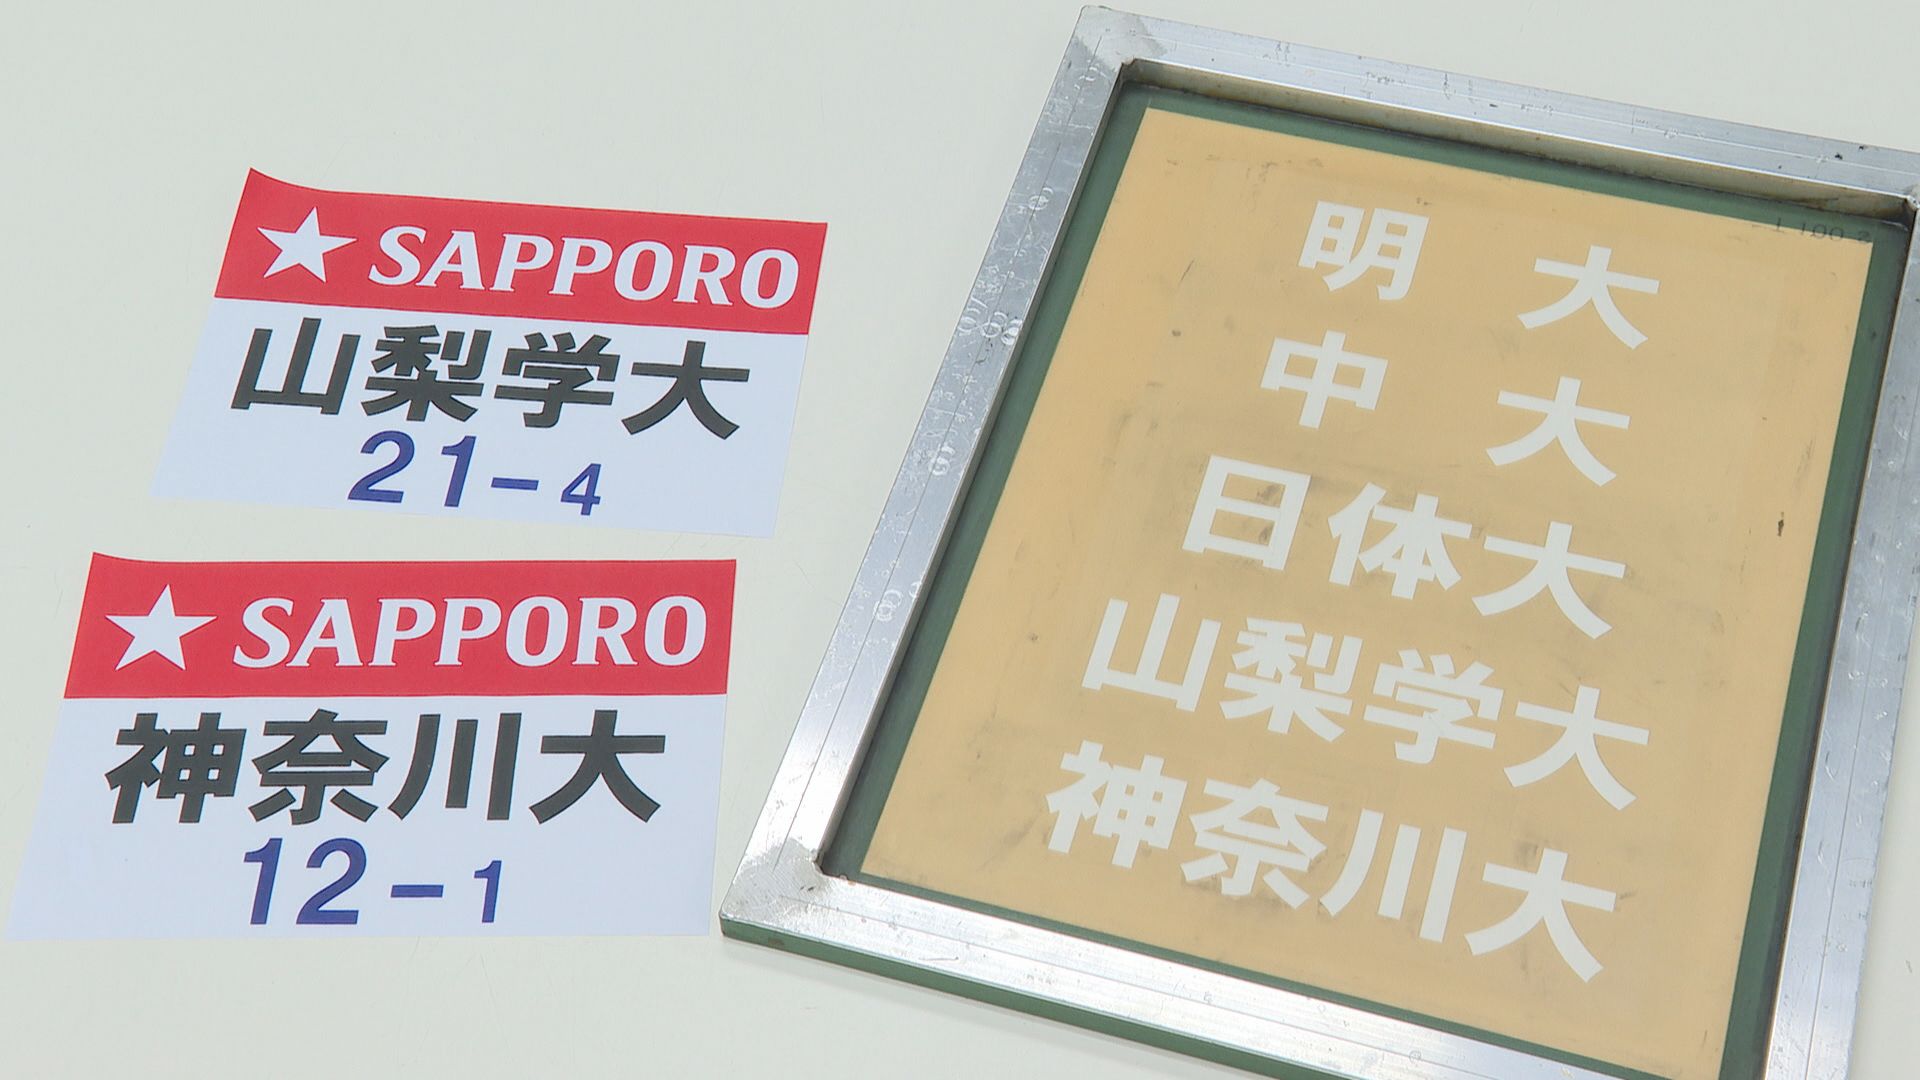 ★SAPPORO
山梨学大
21-4
★SAPPORO
神奈川大
12-1
明　大
中　大
日体大
山梨学大
神奈川大